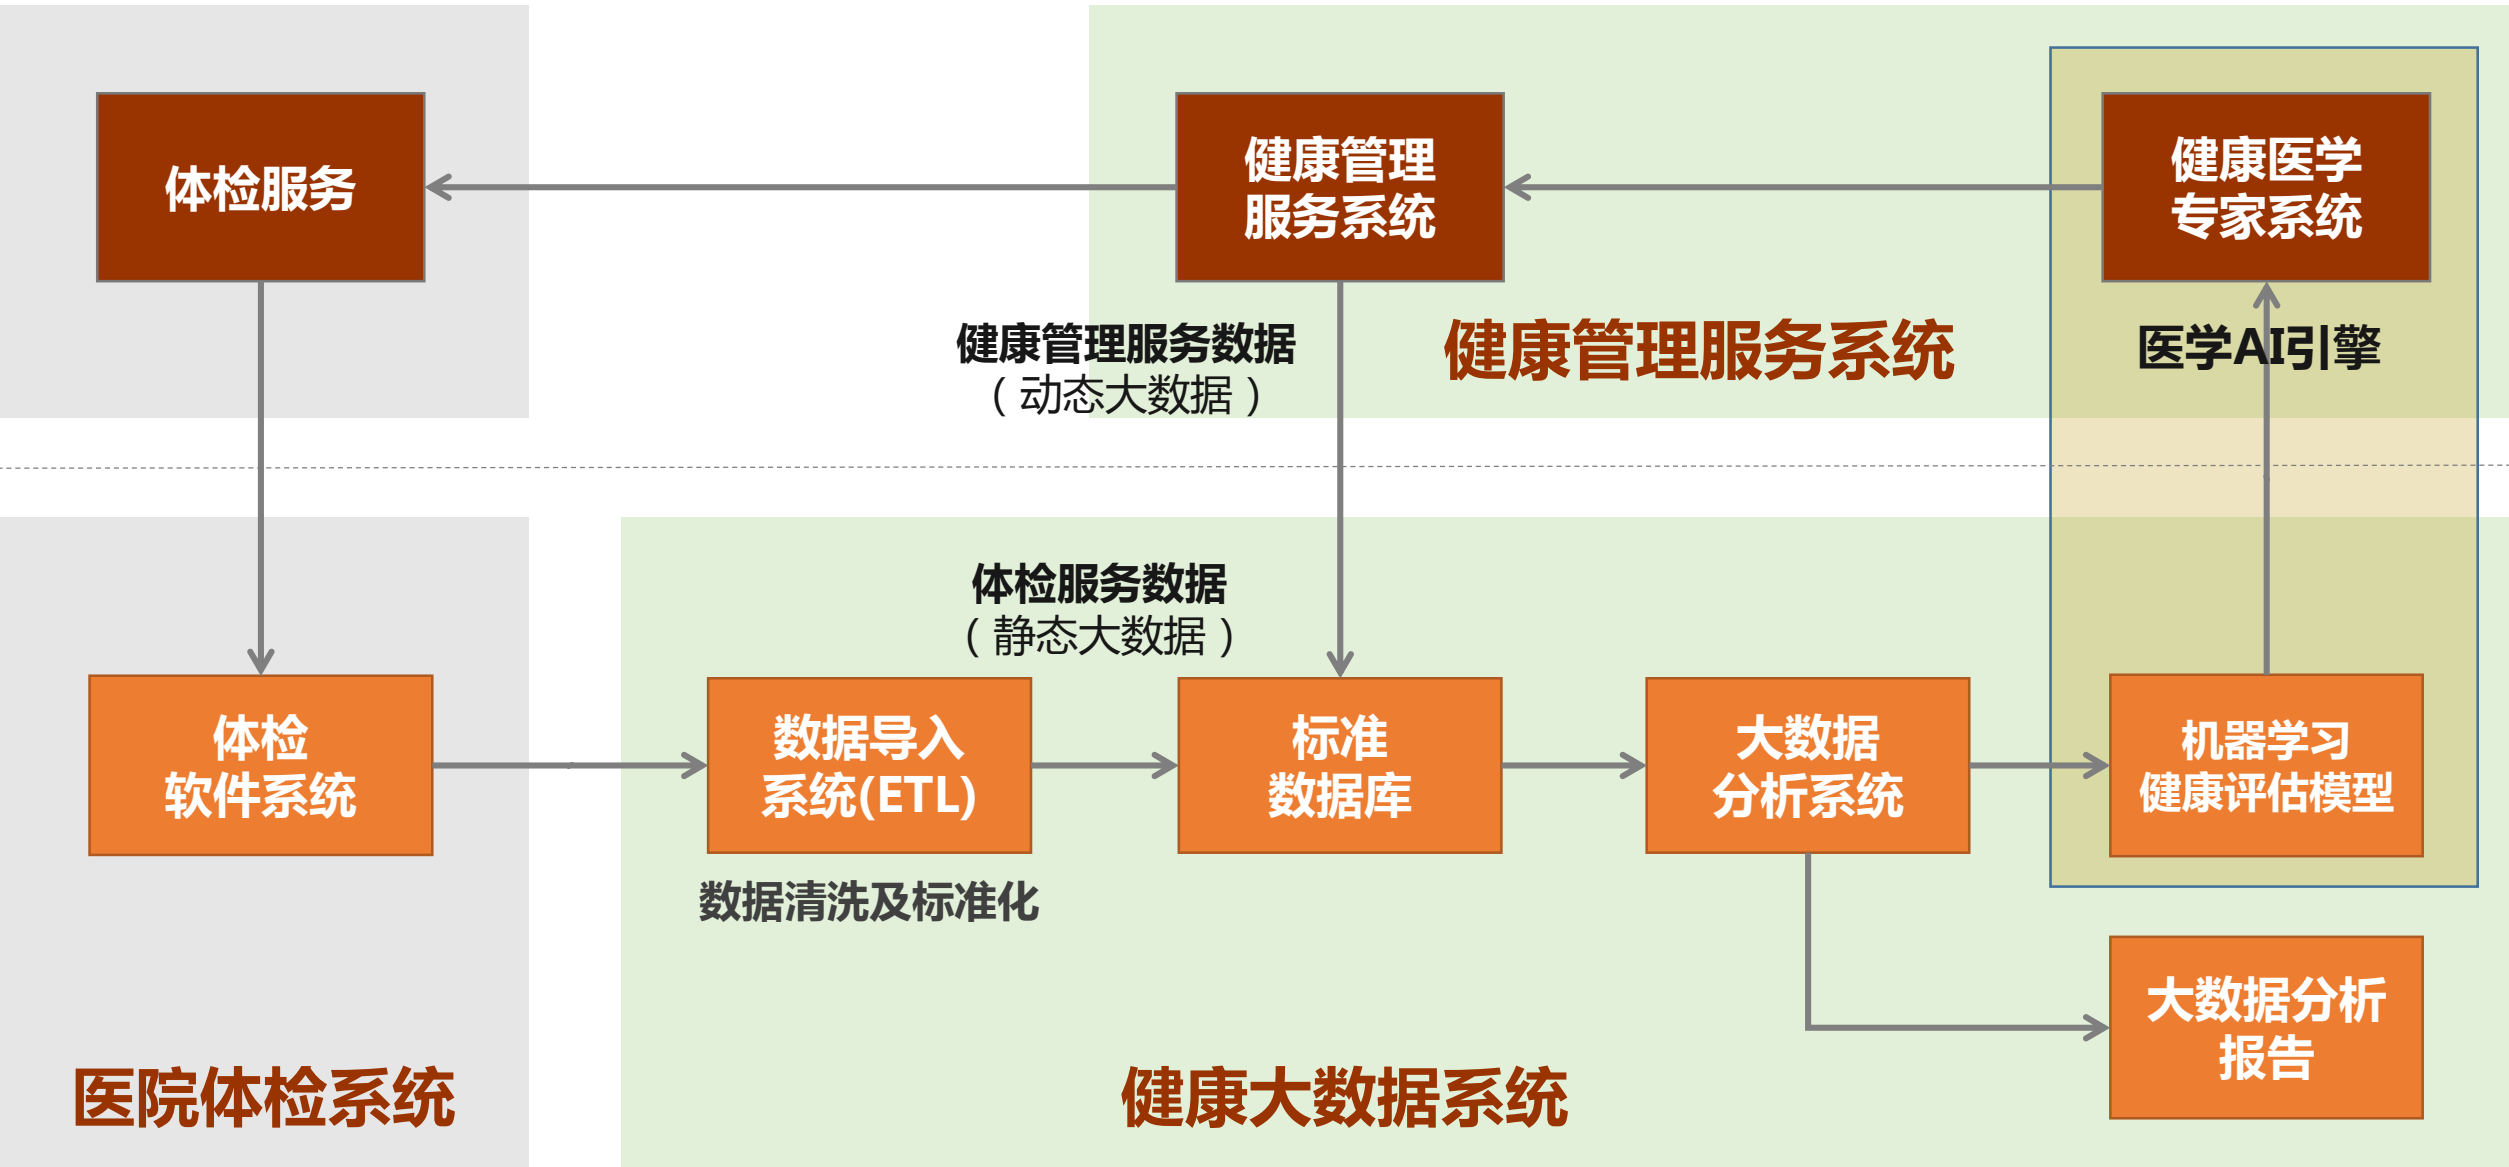 体检服务
健康管理
服务系统
健康医学
专家系统
健康管理服务数据
（动态大数据）
健康管理服务系统
医学AI引擎
体检服务数据
（静态大数据）
体检
软件系统
数据导入
系统(ETL)
标准
数据库
大数据
分析系统
机器学习
健康评估模型
数据清洗及标准化
大数据分析
报告
医院体检系统
健康大数据系统